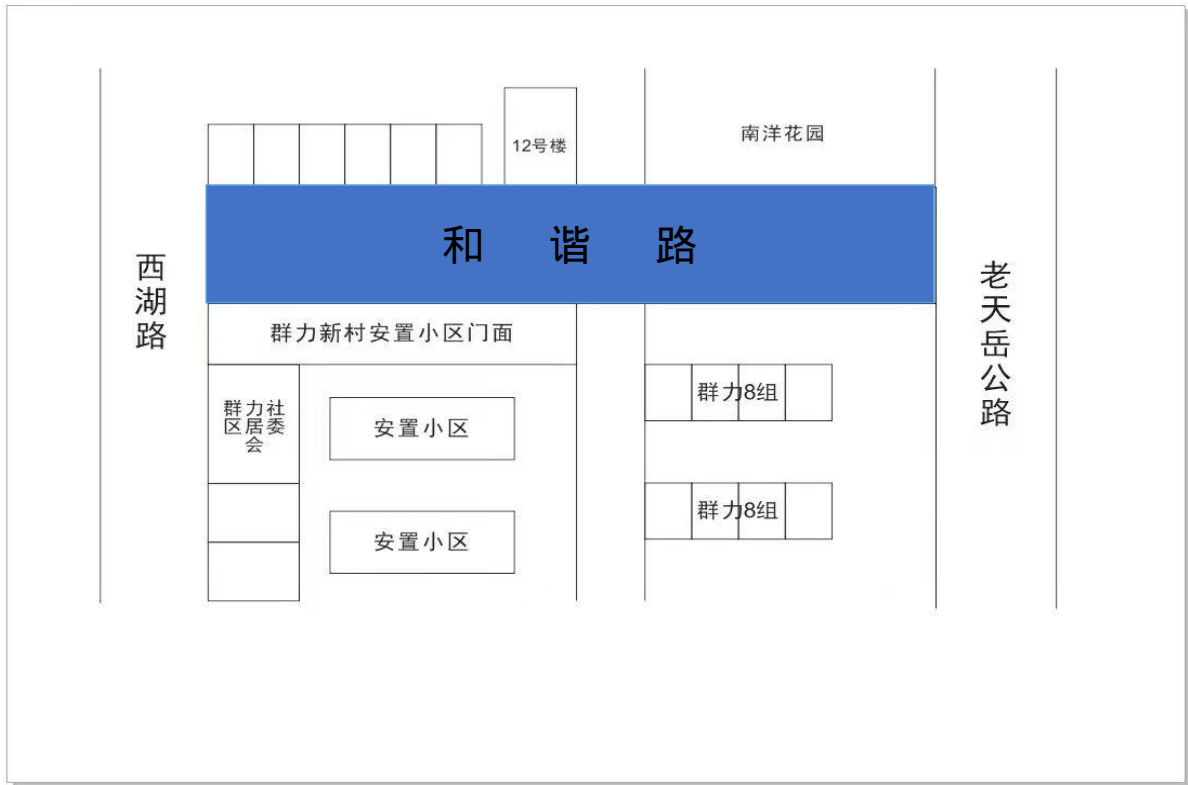 12号楼
南洋花园
和谐路
西湖路
老天岳公路
群力新村安置小区门面
群力8组
群力社
区居委
会
安置小区
群力8组
安置小区